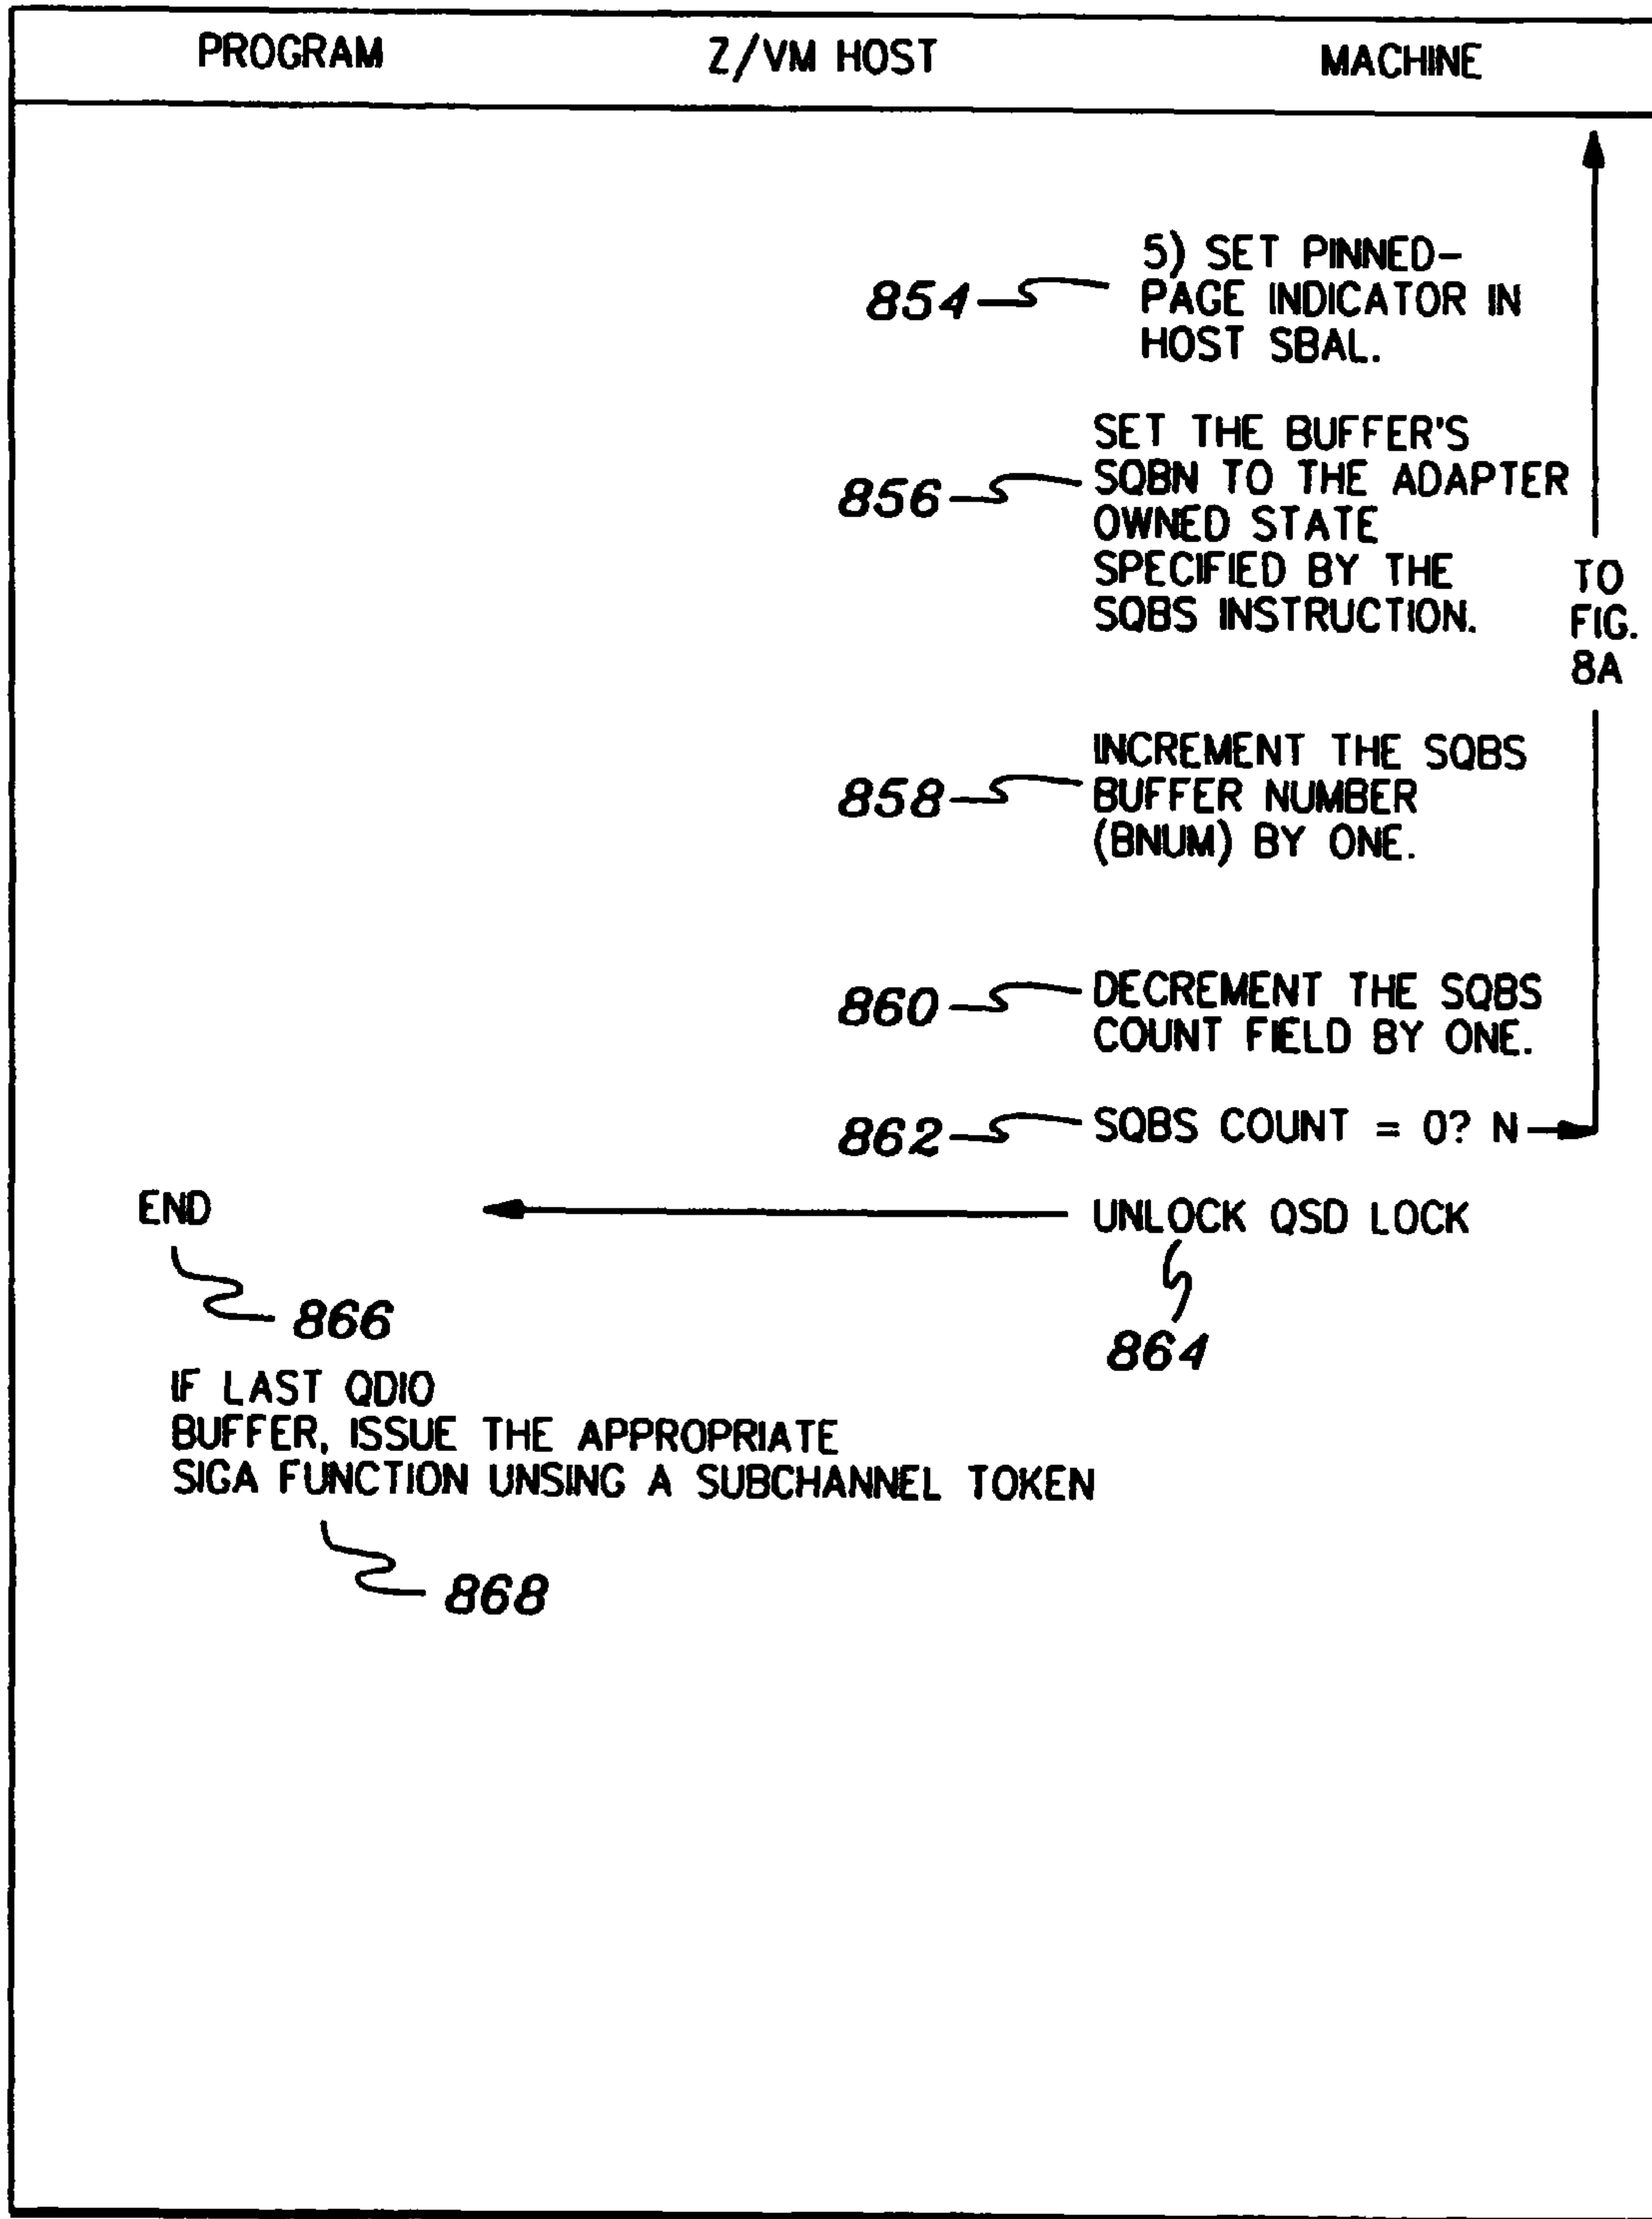 PROGRAM Z/VM HOST MACHINE
854 5) SET PINNED-
PAGE INDICATOR IN
HOST SBAL.
856 SET THE BUFFER'S
SQBN TO THE ADAPTER
OWNED STATE
SPECIFIED BY THE
SQBS INSTRUCTION.
TO
FIG.
8A
858 INCREMENT THE SQBS
BUFFER NUMBER
(BNUM) BY ONE.
860 DECREMENT THE SQBS
COUNT FIELD BY ONE.
862 SQBS COUNT = 0? N
END UNLOCK QSD LOCK
866 864
IF LAST QDIO
BUFFER, ISSUE THE APPROPRIATE
SIGA FUNCTION UNSING A SUBCHANNEL TOKEN
868